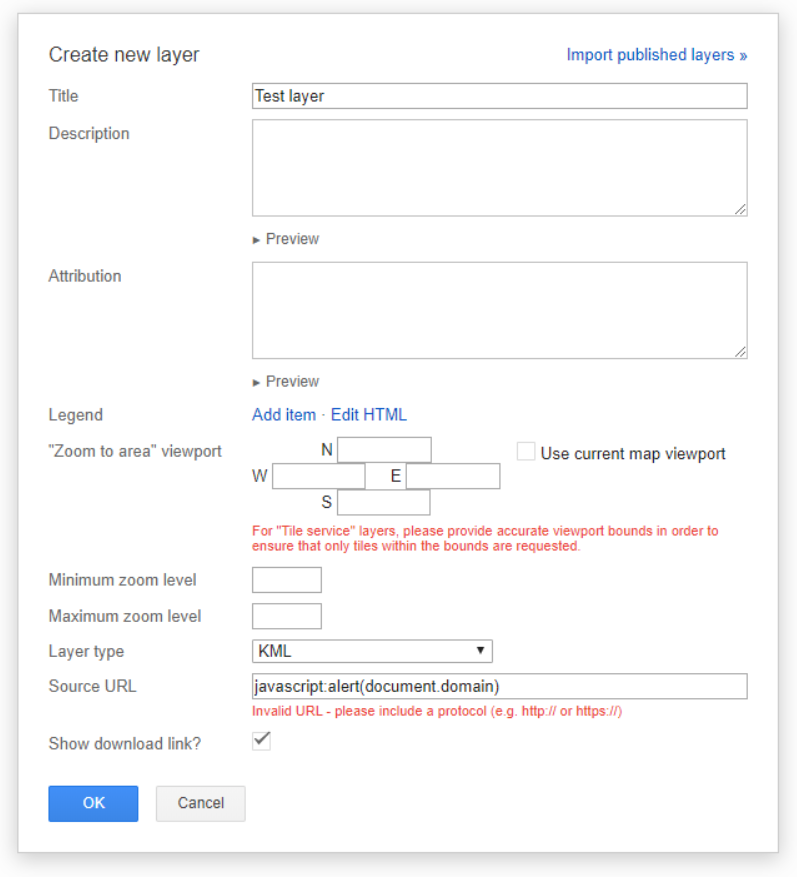 Create new layer
Import published layers »
Title
Test layer
Description
► Preview
Attribution
► Preview
Legend
Add item · Edit HTML
"Zoom to area" viewport
N
Use current map viewport
W
E
S
For "Tile service" layers, please provide accurate viewport bounds in order to
ensure that only tiles within the bounds are requested.
Minimum zoom level
Maximum zoom level
Layer type
KML
Source URL
javascript:alert(document.domain)
Invalid URL - please include a protocol (e.g. http:// or https://)
Show download link?
OK
Cancel